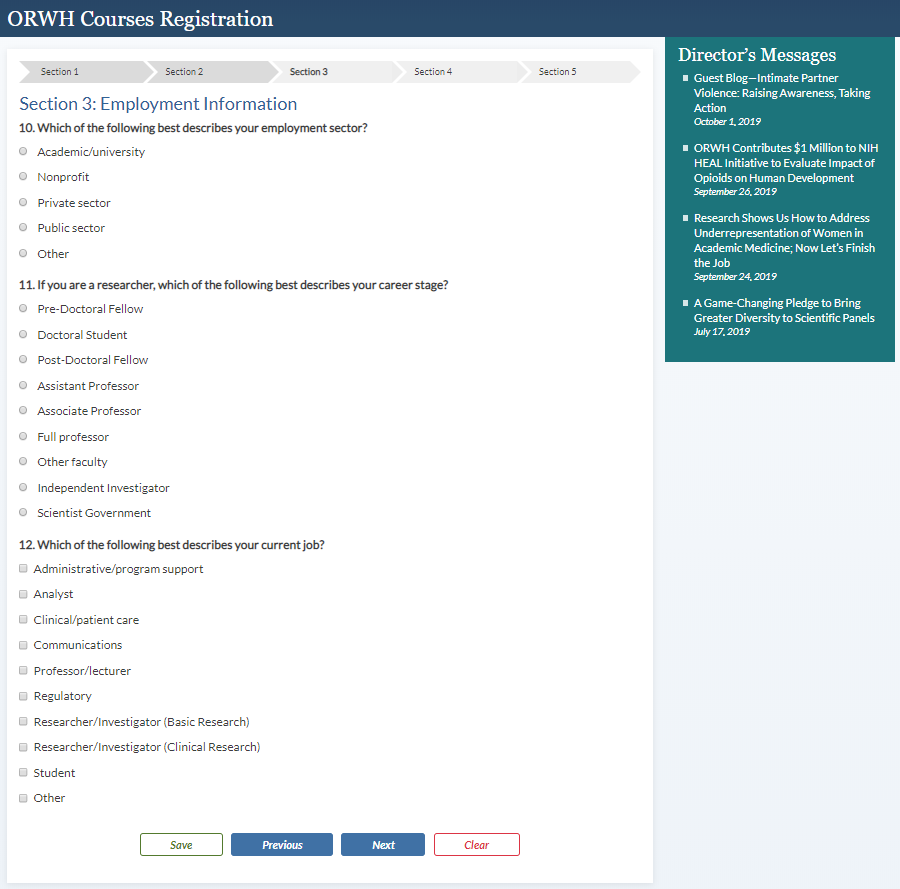 ORWH Courses Registration
Section 1
Section 2
Section 3
Section 4
Section 5
Section 3: Employment Information
10. Which of the following best describes your employment sector?
Academic/university
Nonprofit
Private sector
Public sector
Other
11. If you are a researcher, which of the following best describes your career stage?
Pre-Doctoral Fellow
Doctoral Student
Post-Doctoral Fellow
Assistant Professor
Associate Professor
Full professor
Other faculty
Independent Investigator
Scientist Government
12. Which of the following best describes your current job?
Administrative/program support
Analyst
Clinical/patient care
Communications
Professor/lecturer
Regulatory
Researcher/Investigator (Basic Research)
Researcher/Investigator (Clinical Research)
Student
Other
Save
Previous
Next
Clear
Director's Messages
Guest Blog—Intimate Partner
Violence: Raising Awareness, Taking
Action
October 1, 2019
ORWH Contributes $1 Million to NIH
HEAL Initiative to Evaluate Impact of
Opioids on Human Development
September 26, 2019
Research Shows Us How to Address
Underrepresentation of Women in
Academic Medicine; Now Let's Finish
the Job
September 24, 2019
A Game-Changing Pledge to Bring
Greater Diversity to Scientific Panels
July 17, 2019